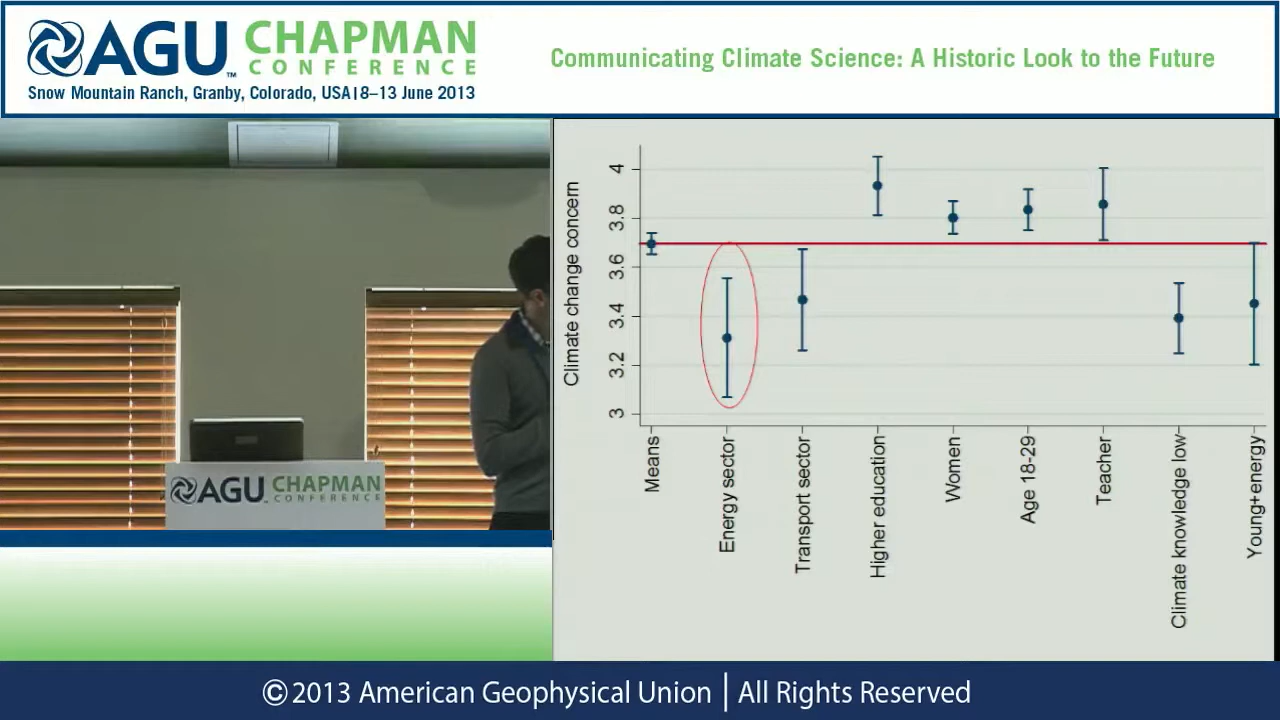 AGU CHAPMAN
CONFERENCE
™
Snow Mountain Ranch, Granby, Colorado, USA|8–13 June 2013
Communicating Climate Science: A Historic Look to the Future
Climate change concern
4
3.8
3.6
3.4
3.2
3
Means
Energy sector
Transport sector
Higher education
Women
Age 18-29
Teacher
Climate knowledge low
Young+energy
AGU CHAPMAN
CONFERENCE
©2013 American Geophysical Union | All Rights Reserved